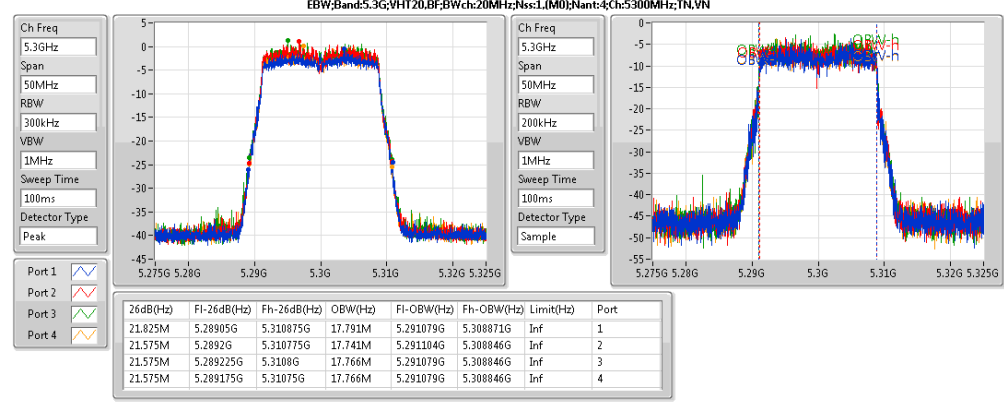 EBW;Band:5.3G;VHT20,BF;BWch:20MHz;Nss:1,(M0);Nant:4;Ch:5300MHz;TN,VN
Ch Freq
5.3GHz
Span
50MHz
RBW
300kHz
VBW
1MHz
Sweep Time
100ms
Detector Type
Peak
5-
0-
-5-
-10-
-15-
-20-
-25-
-30-
-35-
-40-
-45-
5.275G 5.28G 5.29G 5.3G 5.31G 5.32G 5.325G
Ch Freq
5.3GHz
Span
50MHz
RBW
200kHz
VBW
1MHz
Sweep Time
100ms
Detector Type
Sample
0-
-5-
-10-
-15-
-20-
-25-
-30-
-35-
-40-
-45-
-50-
-55-
OBW-h
5.275G 5.28G 5.29G 5.3G 5.31G 5.32G 5.325G
Port 1
Port 2
Port 3
Port 4
26dB(Hz) Fl-26dB(Hz) Fh-26dB(Hz) OBW(Hz) Fl-OBW(Hz) Fh-OBW(Hz) Limit(Hz) Port
21.825M 5.28905G 5.310875G 17.791M 5.291079G 5.308871G Inf 1
21.575M 5.2892G 5.310775G 17.741M 5.291104G 5.308846G Inf 2
21.575M 5.289225G 5.3108G 17.766M 5.291079G 5.308846G Inf 3
21.575M 5.289175G 5.31075G 17.766M 5.291079G 5.308846G Inf 4